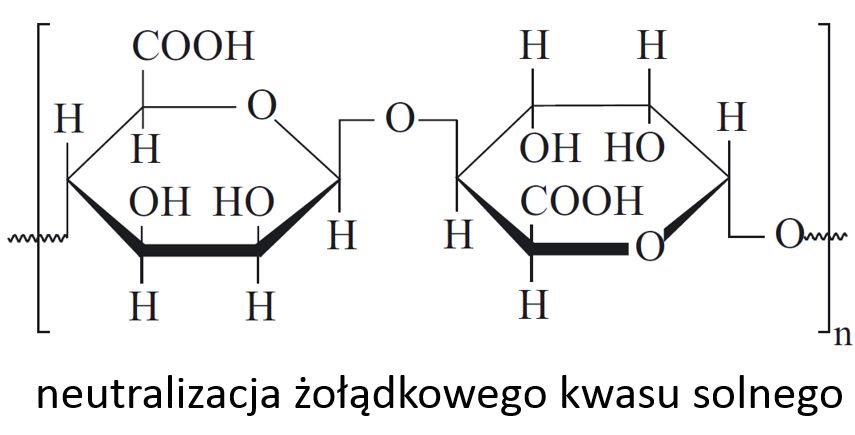 COOH H H
H O O H
H OH HO
OH HO COOH
H H O O
H H H
n
neutralizacja żołądkowego kwasu solnego